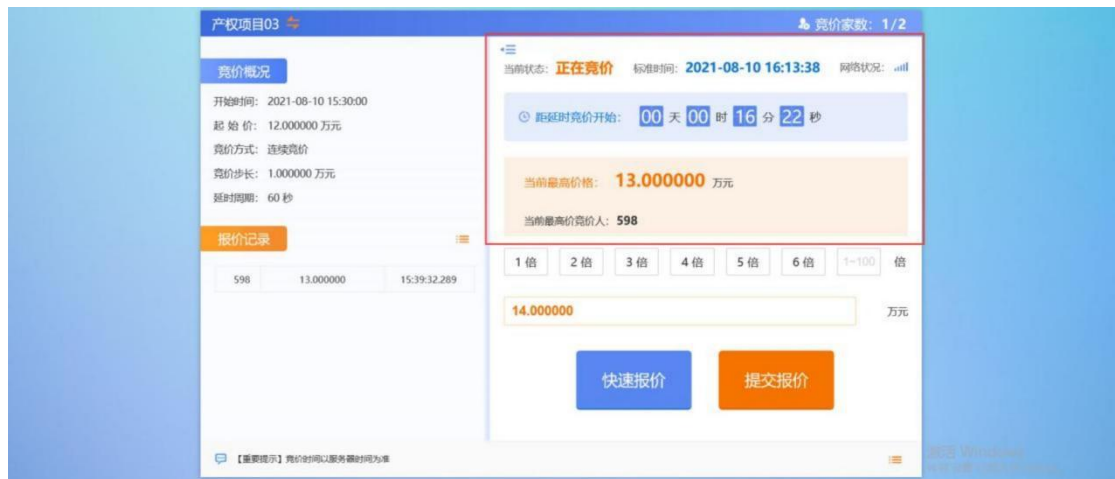 产权项目03
竞价家数：1/2
竞价概况
开始时间： 2021-08-10 15:30:00
起 始 价： 12.000000 万元
竞价方式： 连续竞价
竞价步长： 1.000000 万元
延时周期： 60 秒
报价记录
598 13.000000 15:39:32.289
当前状态：正在竞价 标准时间：2021-08-10 16:13:38 网络状况：
距延时竞价开始： 00 天 00 时 16 分 22 秒
当前最高价格： 13.000000 万元
当前最高价竞价人：598
1 倍 2 倍 3 倍 4 倍 5 倍 6 倍 1~100 倍
14.000000 万元
快速报价 提交报价
【重要提示】竞价时间以服务器时间为准
激活 Windows